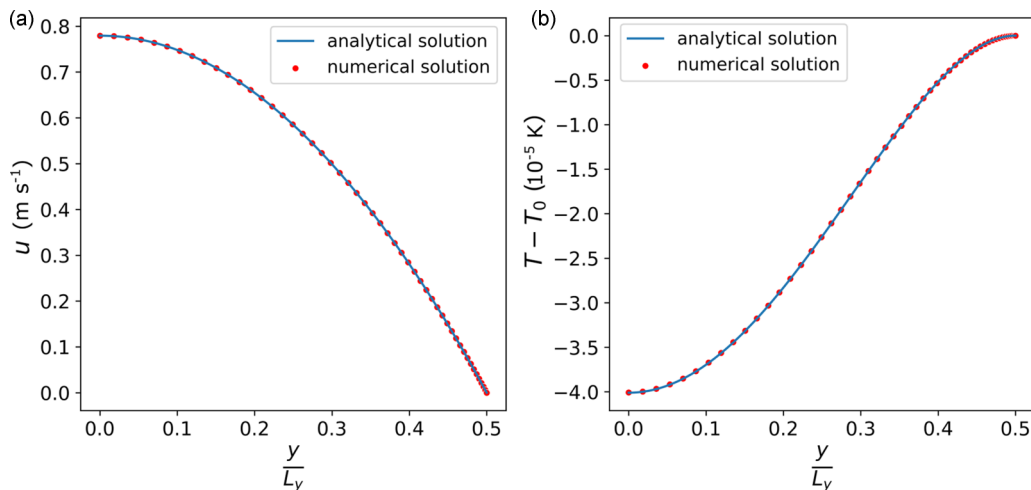 (a)
analytical solution
numerical solution
u (m s⁻¹)
0.8
0.7
0.6
0.5
0.4
0.3
0.2
0.1
0.0
0.0 0.1 0.2 0.3 0.4 0.5
y
L_y
(b)
analytical solution
numerical solution
T − T₀ (10⁻⁵ K)
0.0
−0.5
−1.0
−1.5
−2.0
−2.5
−3.0
−3.5
−4.0
0.0 0.1 0.2 0.3 0.4 0.5
y
L_y